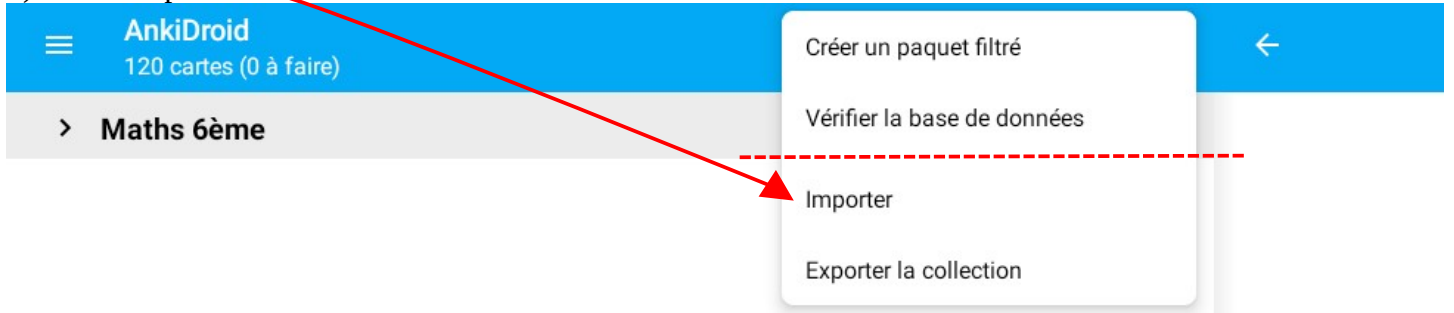 AnkiDroid
120 cartes (0 à faire)
Maths 6ème
Créer un paquet filtré
Vérifier la base de données
Importer
Exporter la collection